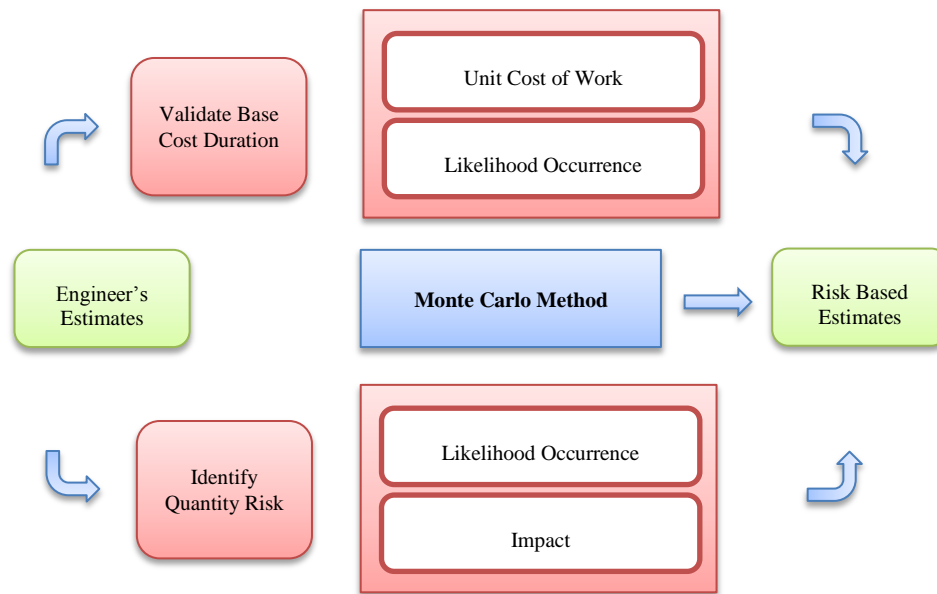 Validate Base
Cost Duration
Unit Cost of Work
Likelihood Occurrence
Engineer’s
Estimates
Monte Carlo Method
Risk Based
Estimates
Identify
Quantity Risk
Likelihood Occurrence
Impact